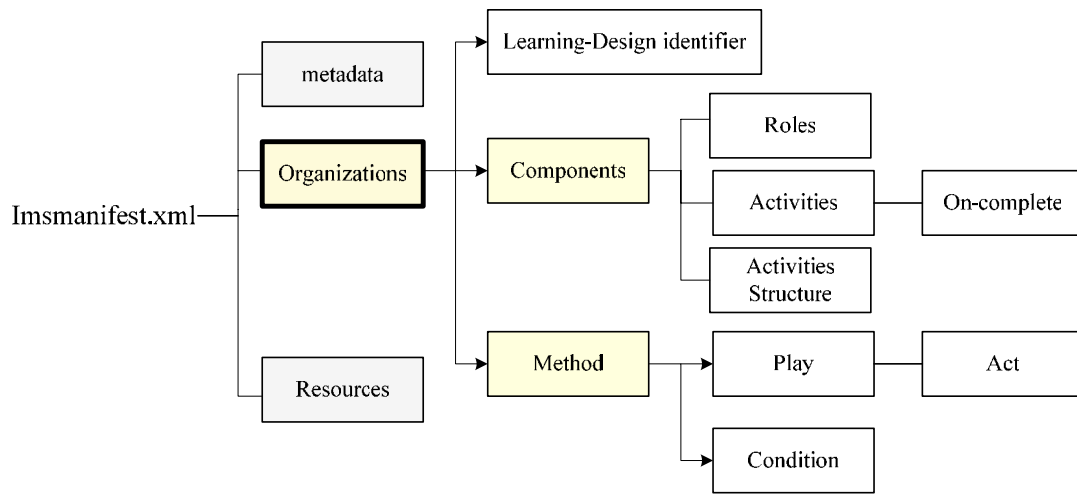 Learning-Design identifier
metadata
Roles
Organizations
Components
Activities
On-complete
Imsmanifest.xml
Activities
Structure
Method
Play
Act
Resources
Condition